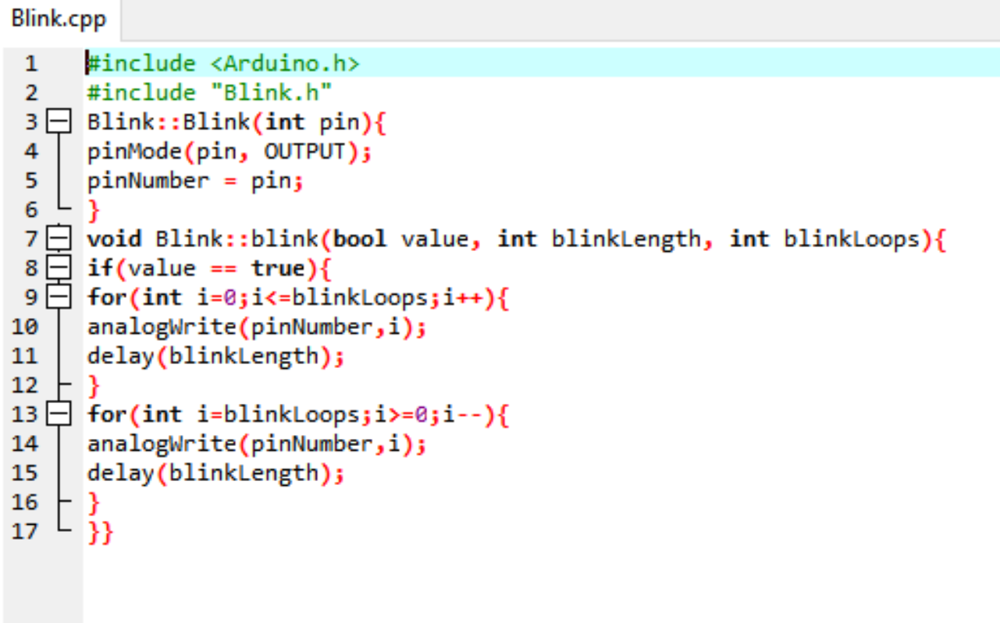 Blink.cpp
1 #include <Arduino.h>
2 #include "Blink.h"
3 Blink::Blink(int pin){
4 pinMode(pin, OUTPUT);
5 pinNumber = pin;
6 }
7 void Blink::blink(bool value, int blinkLength, int blinkLoops){
8 if(value == true){
9 for(int i=0;i<=blinkLoops;i++){
10 analogWrite(pinNumber,i);
11 delay(blinkLength);
12 }
13 for(int i=blinkLoops;i>=0;i--){
14 analogWrite(pinNumber,i);
15 delay(blinkLength);
16 }
17 }}